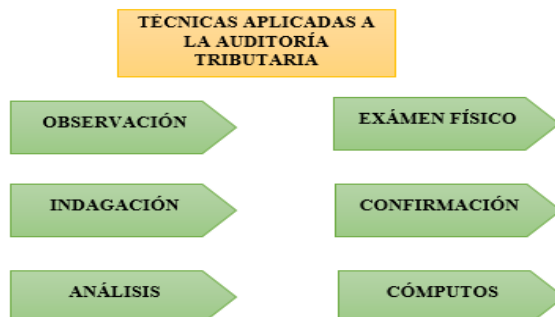 TÉCNICAS APLICADAS A
LA AUDITORÍA
TRIBUTARIA
OBSERVACIÓN
EXÁMEN FÍSICO
INDAGACIÓN
CONFIRMACIÓN
ANÁLISIS
CÓMPUTOS